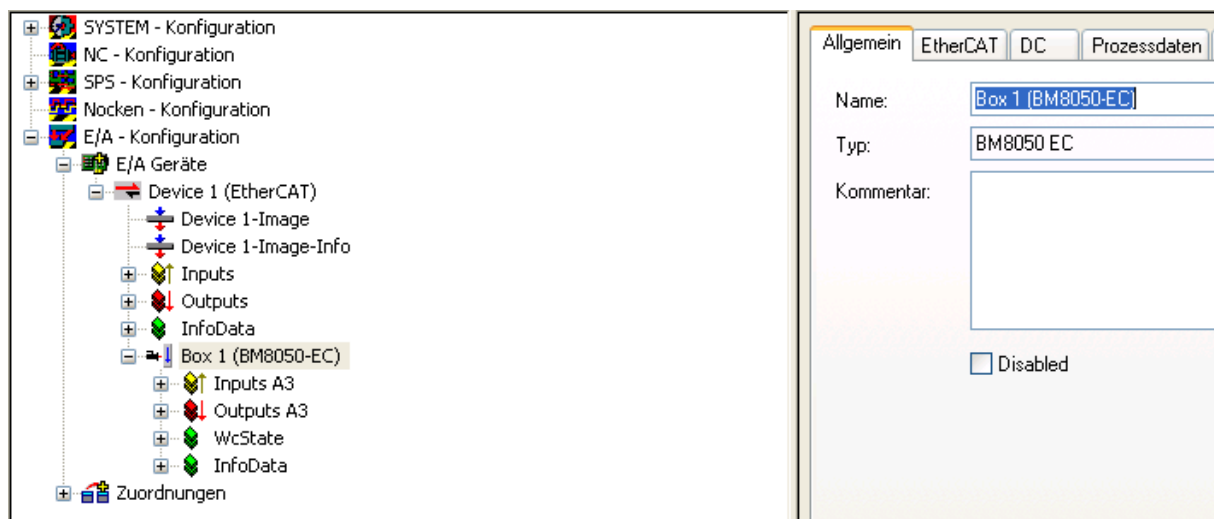 SYSTEM - Konfiguration
NC - Konfiguration
SPS - Konfiguration
Nocken - Konfiguration
E/A - Konfiguration
E/A Geräte
Device 1 (EtherCAT)
Device 1-Image
Device 1-Image-Info
Inputs
Outputs
InfoData
Box 1 (BM8050-EC)
Inputs A3
Outputs A3
WcState
InfoData
Zuordnungen
Allgemein EtherCAT DC Prozessdaten
Name: Box 1 (BM8050-EC)
Typ: BM8050 EC
Kommentar:
Disabled